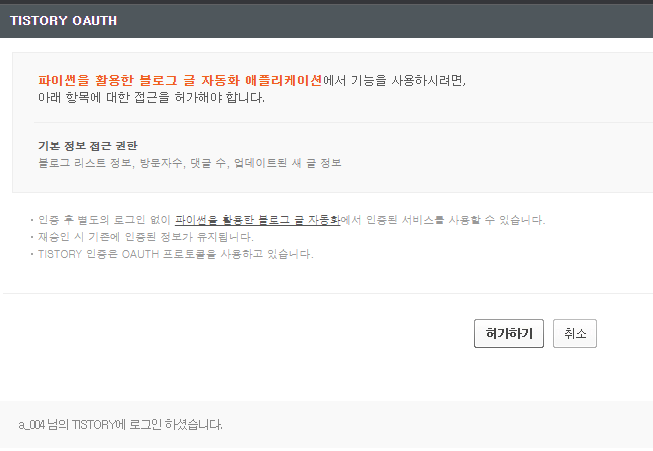 TISTORY OAUTH
파이썬을 활용한 블로그 글 자동화 애플리케이션에서 기능을 사용하시려면,
아래 항목에 대한 접근을 허가해야 합니다.
기본 정보 접근 권한
블로그 리스트 정보, 방문자수, 댓글 수, 업데이트된 새 글 정보
· 인증 후 별도의 로그인 없이 파이썬을 활용한 블로그 글 자동화에서 인증된 서비스를 사용할 수 있습니다.
· 재승인 시 기존에 인증된 정보가 유지됩니다.
· TISTORY 인증은 OAUTH 프로토콜을 사용하고 있습니다.
허가하기 취소
a_004 님의 TISTORY에 로그인 하셨습니다.